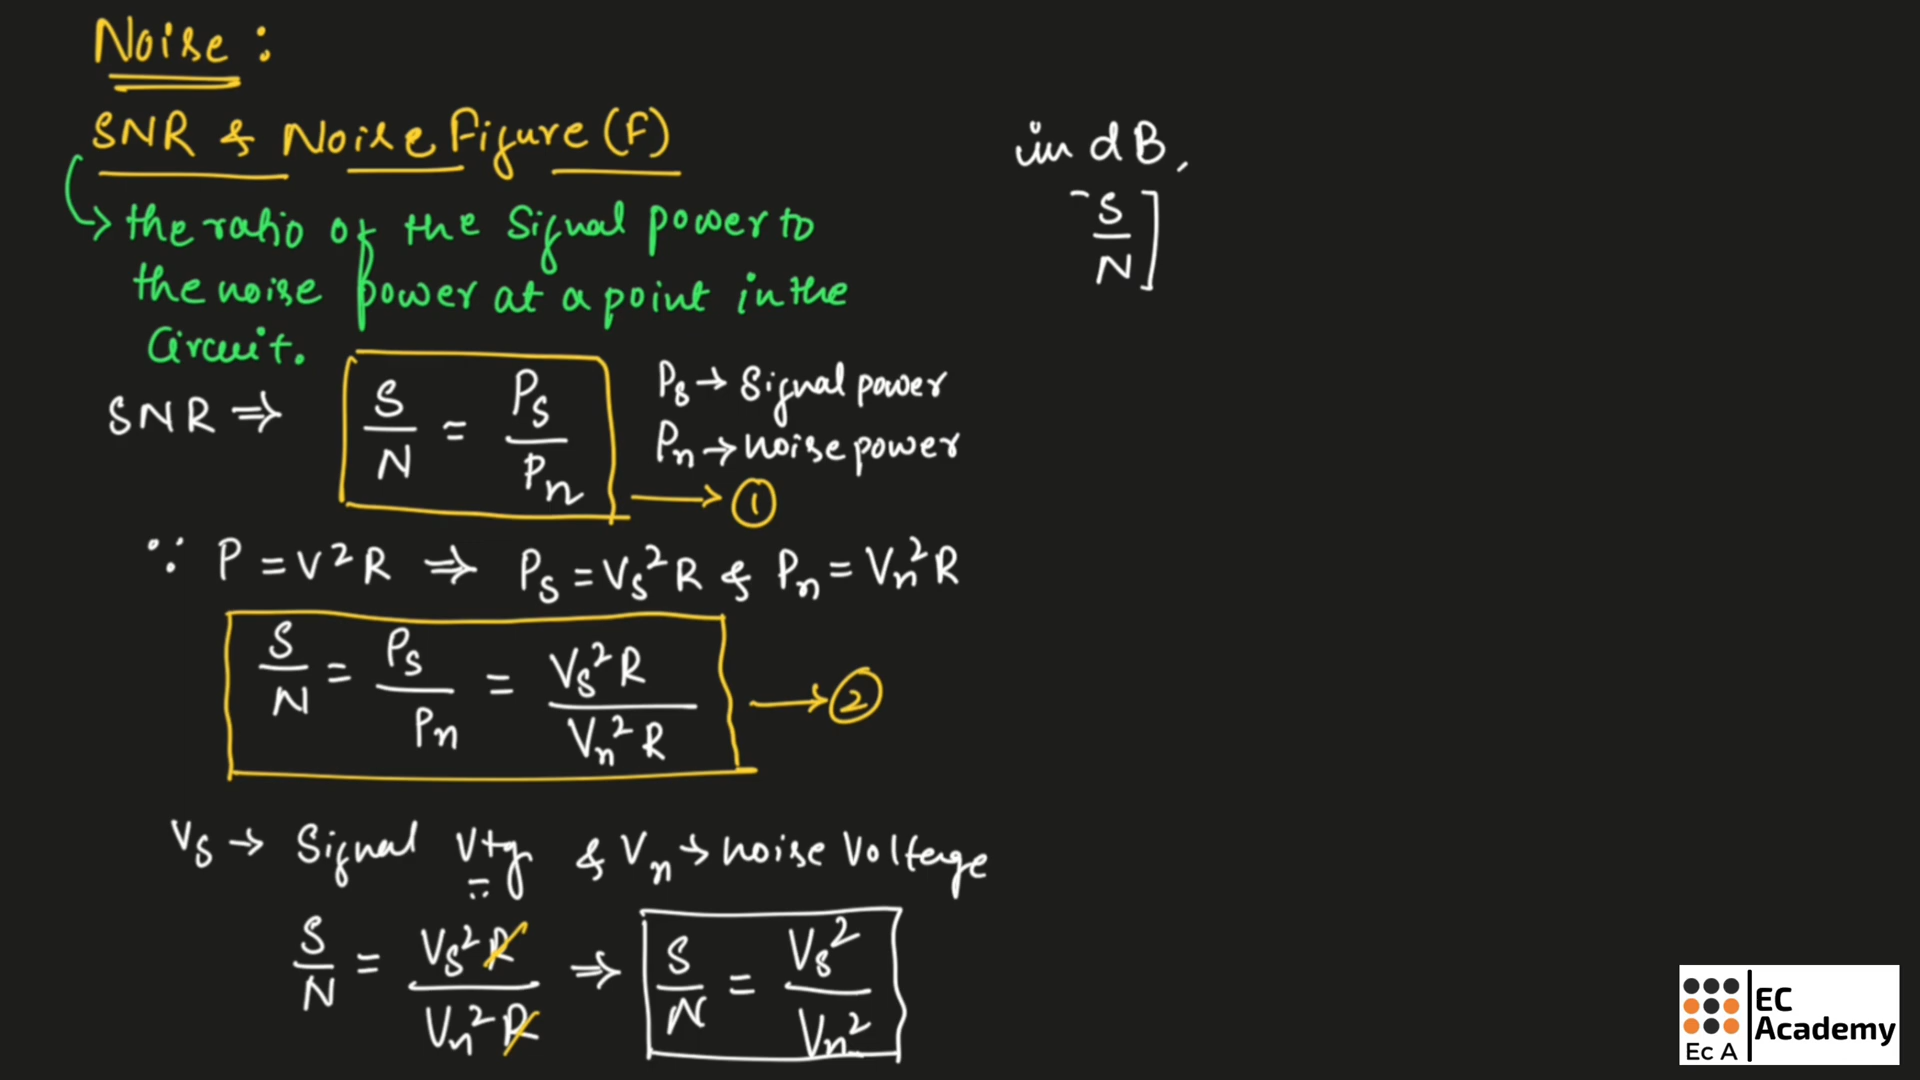 Noise :
SNR & Noise Figure (F)
→ the ratio of the signal power to
the noise power at a point in the
Circuit.
SNR ⇒ S/N = Ps/Pn → ①
Ps → Signal power
Pn → noise power
∵ P = V²R ⇒ Ps = Vs²R & Pn = Vn²R
S/N = Ps/Pn = Vs²R/Vn²R → ②
Vs → Signal Vtg & Vn → noise Voltage
S/N = Vs²R/Vn²R ⇒ S/N = Vs²/Vn²
in dB,
S/N]
EC
Academy
Ec A